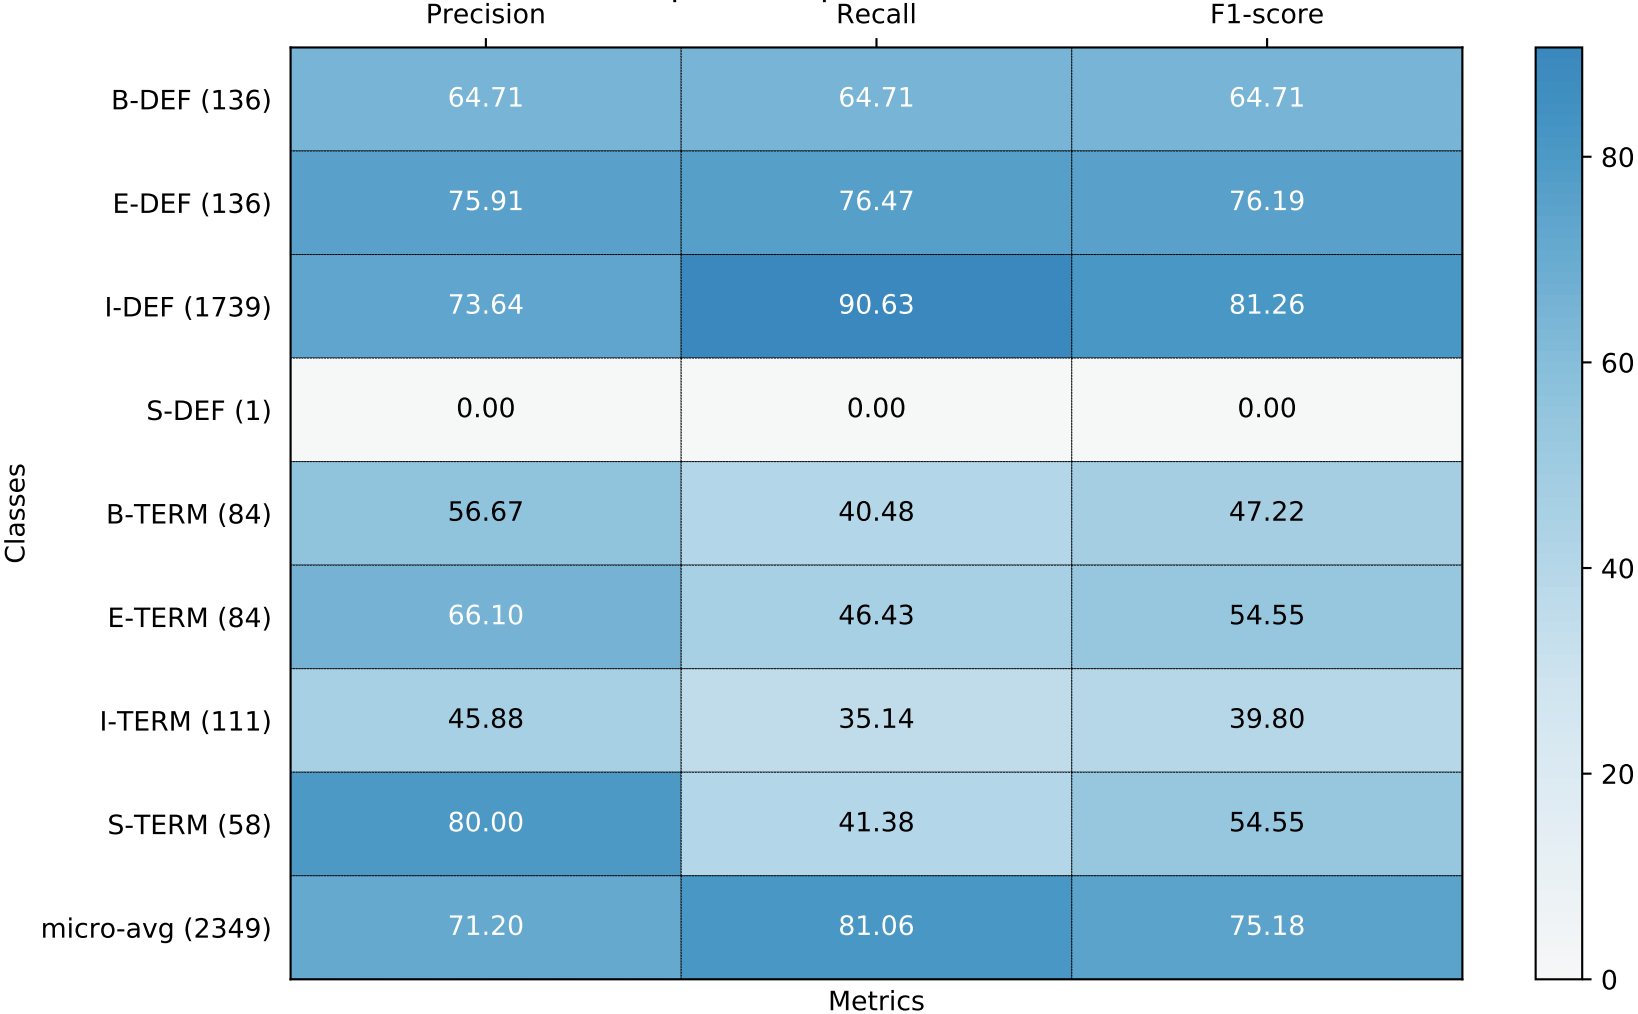 Precision Recall F1-score
B-DEF (136) 64.71 64.71 64.71
E-DEF (136) 75.91 76.47 76.19
I-DEF (1739) 73.64 90.63 81.26
S-DEF (1) 0.00 0.00 0.00
B-TERM (84) 56.67 40.48 47.22
E-TERM (84) 66.10 46.43 54.55
I-TERM (111) 45.88 35.14 39.80
S-TERM (58) 80.00 41.38 54.55
micro-avg (2349) 71.20 81.06 75.18
Classes
Metrics
80
60
40
20
0